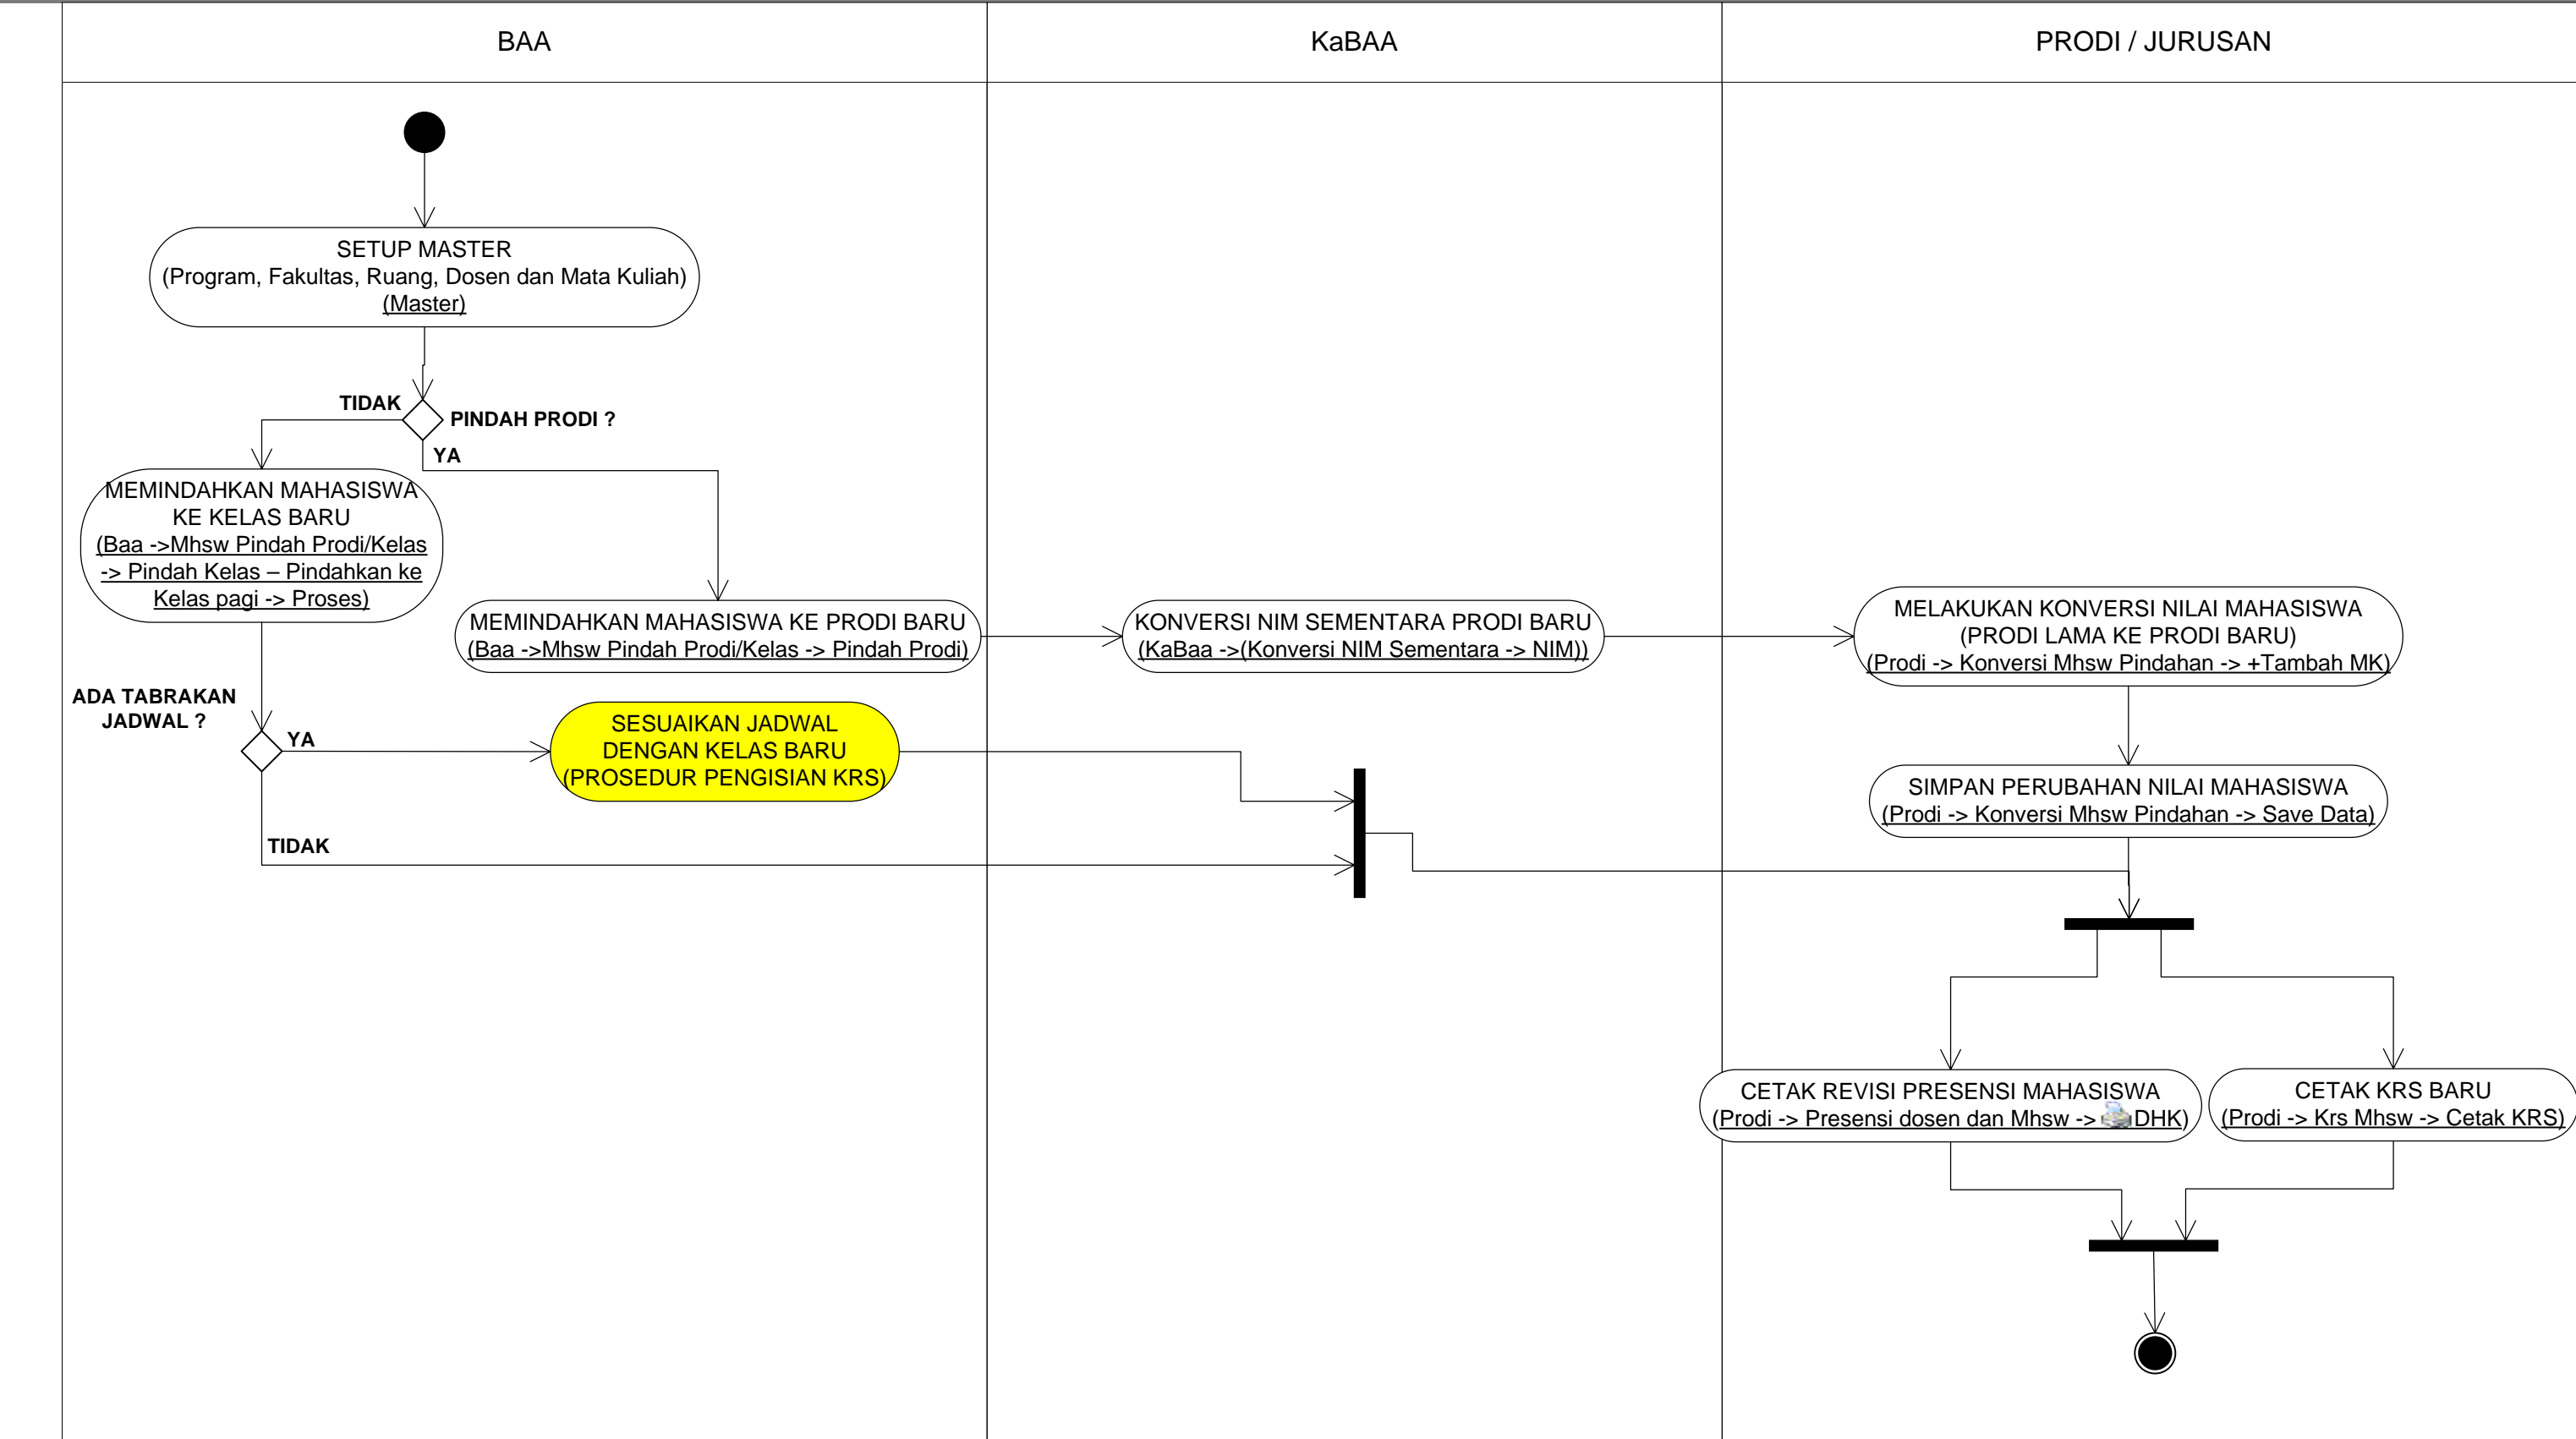 BAA
KaBAA
PRODI / JURUSAN
SETUP MASTER
(Program, Fakultas, Ruang, Dosen dan Mata Kuliah)
(Master)
TIDAK
PINDAH PRODI ?
YA
MEMINDAHKAN MAHASISWA
KE KELAS BARU
(Baa ->Mhsw Pindah Prodi/Kelas
-> Pindah Kelas – Pindahkan ke
Kelas pagi -> Proses)
MEMINDAHKAN MAHASISWA KE PRODI BARU
(Baa ->Mhsw Pindah Prodi/Kelas -> Pindah Prodi)
KONVERSI NIM SEMENTARA PRODI BARU
(KaBaa ->(Konversi NIM Sementara -> NIM))
MELAKUKAN KONVERSI NILAI MAHASISWA
(PRODI LAMA KE PRODI BARU)
(Prodi -> Konversi Mhsw Pindahan -> +Tambah MK)
ADA TABRAKAN
JADWAL ?
YA
SESUAIKAN JADWAL
DENGAN KELAS BARU
(PROSEDUR PENGISIAN KRS)
SIMPAN PERUBAHAN NILAI MAHASISWA
(Prodi -> Konversi Mhsw Pindahan -> Save Data)
TIDAK
CETAK REVISI PRESENSI MAHASISWA
(Prodi -> Presensi dosen dan Mhsw -> DHK)
CETAK KRS BARU
(Prodi -> Krs Mhsw -> Cetak KRS)